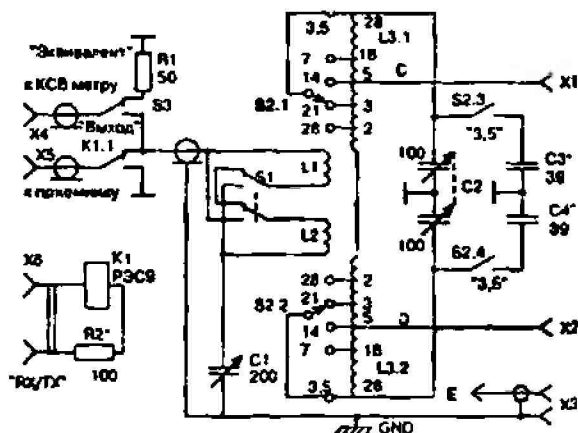 "Эквивалент"
R1
50
к КСВ метру
S3
X4
"Выход"
X5
K1.1
к приемнику
X6
K1
РЭС9
R2*
100
"RX/TX"
3,5
7
14
21
28
S2.1
28
18
5
3
2
L3.1
C
X1
S2.3
"3,5"
100
C2
100
C3*
39
C4*
39
S2.4
"3,5"
S1
L1
L2
C1
200
28
21
S2.2
14
7
3,5
2
3
5
18
28
L3.2
D
X2
E
X3
GND